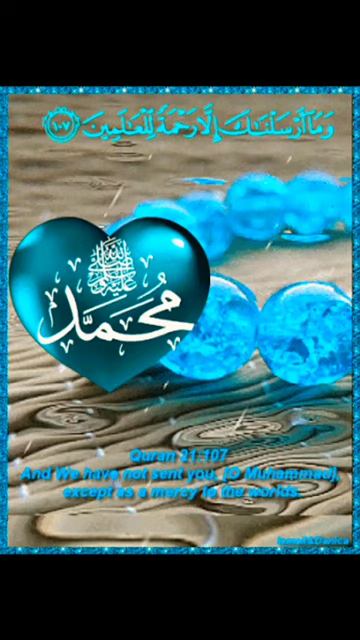 وَمَآ أَرْسَلْنَٰكَ إِلَّا رَحْمَةً لِّلْعَٰلَمِينَ ١٠٧
صلى الله عليه وسلم
مُحَمَّد
Quran 21:107
And We have not sent you, [O Muhammad],
except as a mercy to the worlds.